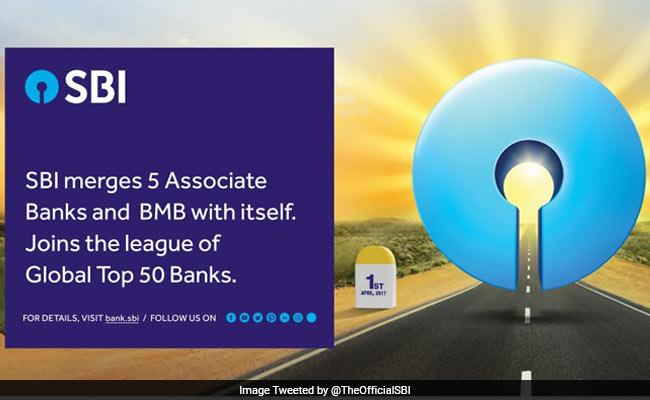 SBI
SBI merges 5 Associate
Banks and BMB with itself.
Joins the league of
Global Top 50 Banks.
FOR DETAILS, VISIT bank.sbi / FOLLOW US ON
1ST
APRIL, 2017
Image Tweeted by @TheOfficialSBI